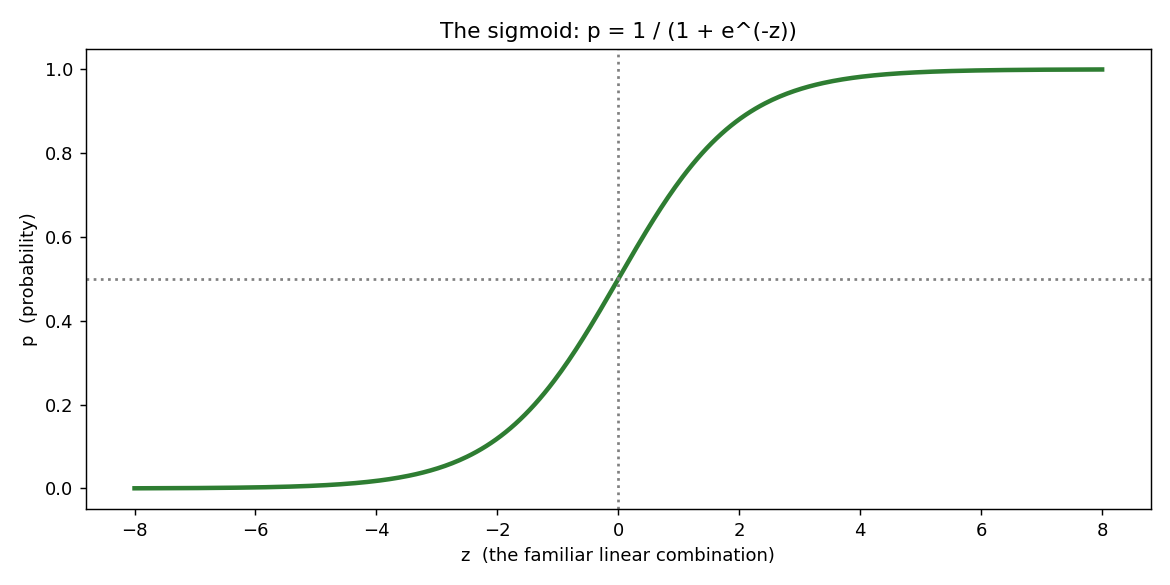 The sigmoid: p = 1 / (1 + e^(-z))
1.0
0.8
0.6
0.4
0.2
0.0
p (probability)
−8 −6 −4 −2 0 2 4 6 8
z (the familiar linear combination)